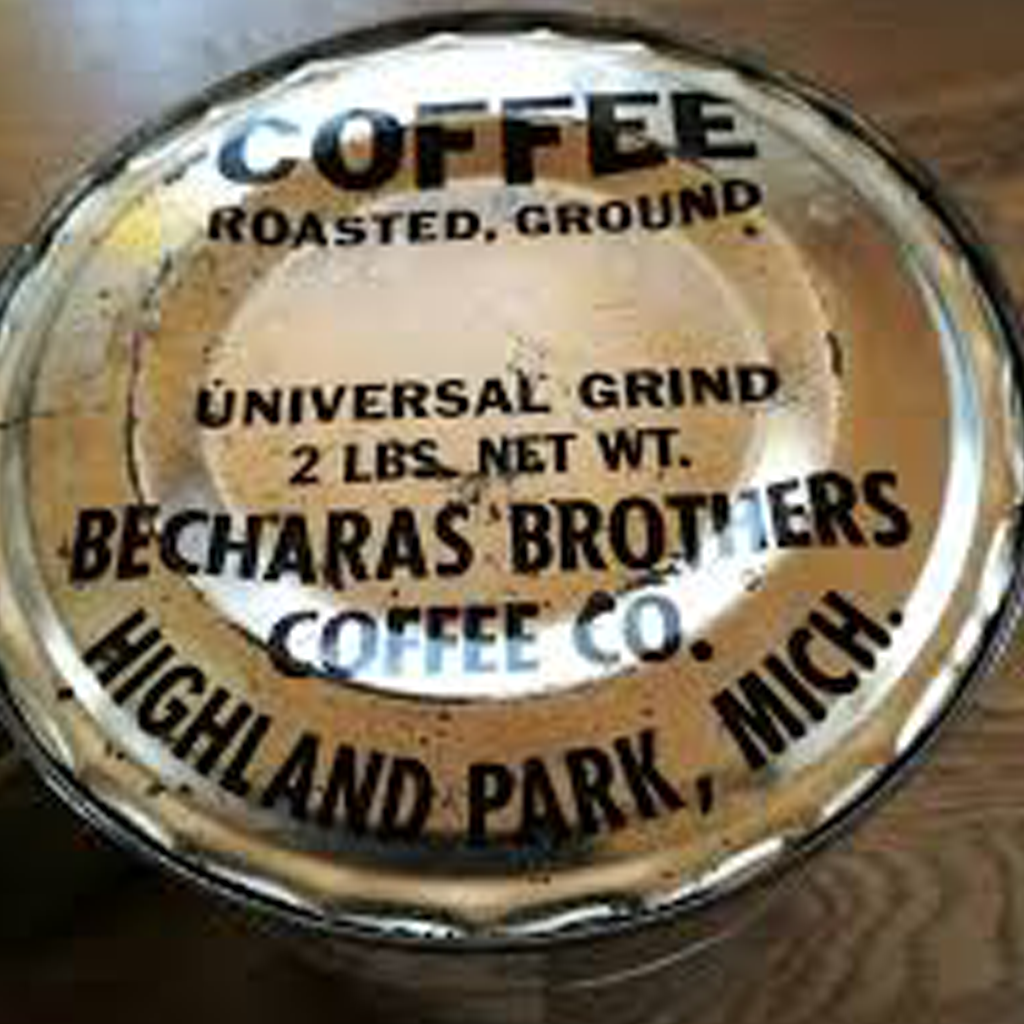 COFFEE
ROASTED, GROUND
UNIVERSAL GRIND
2 LBS. NET WT.
BECHARAS BROTHERS
COFFEE CO.
HIGHLAND PARK, MICH.